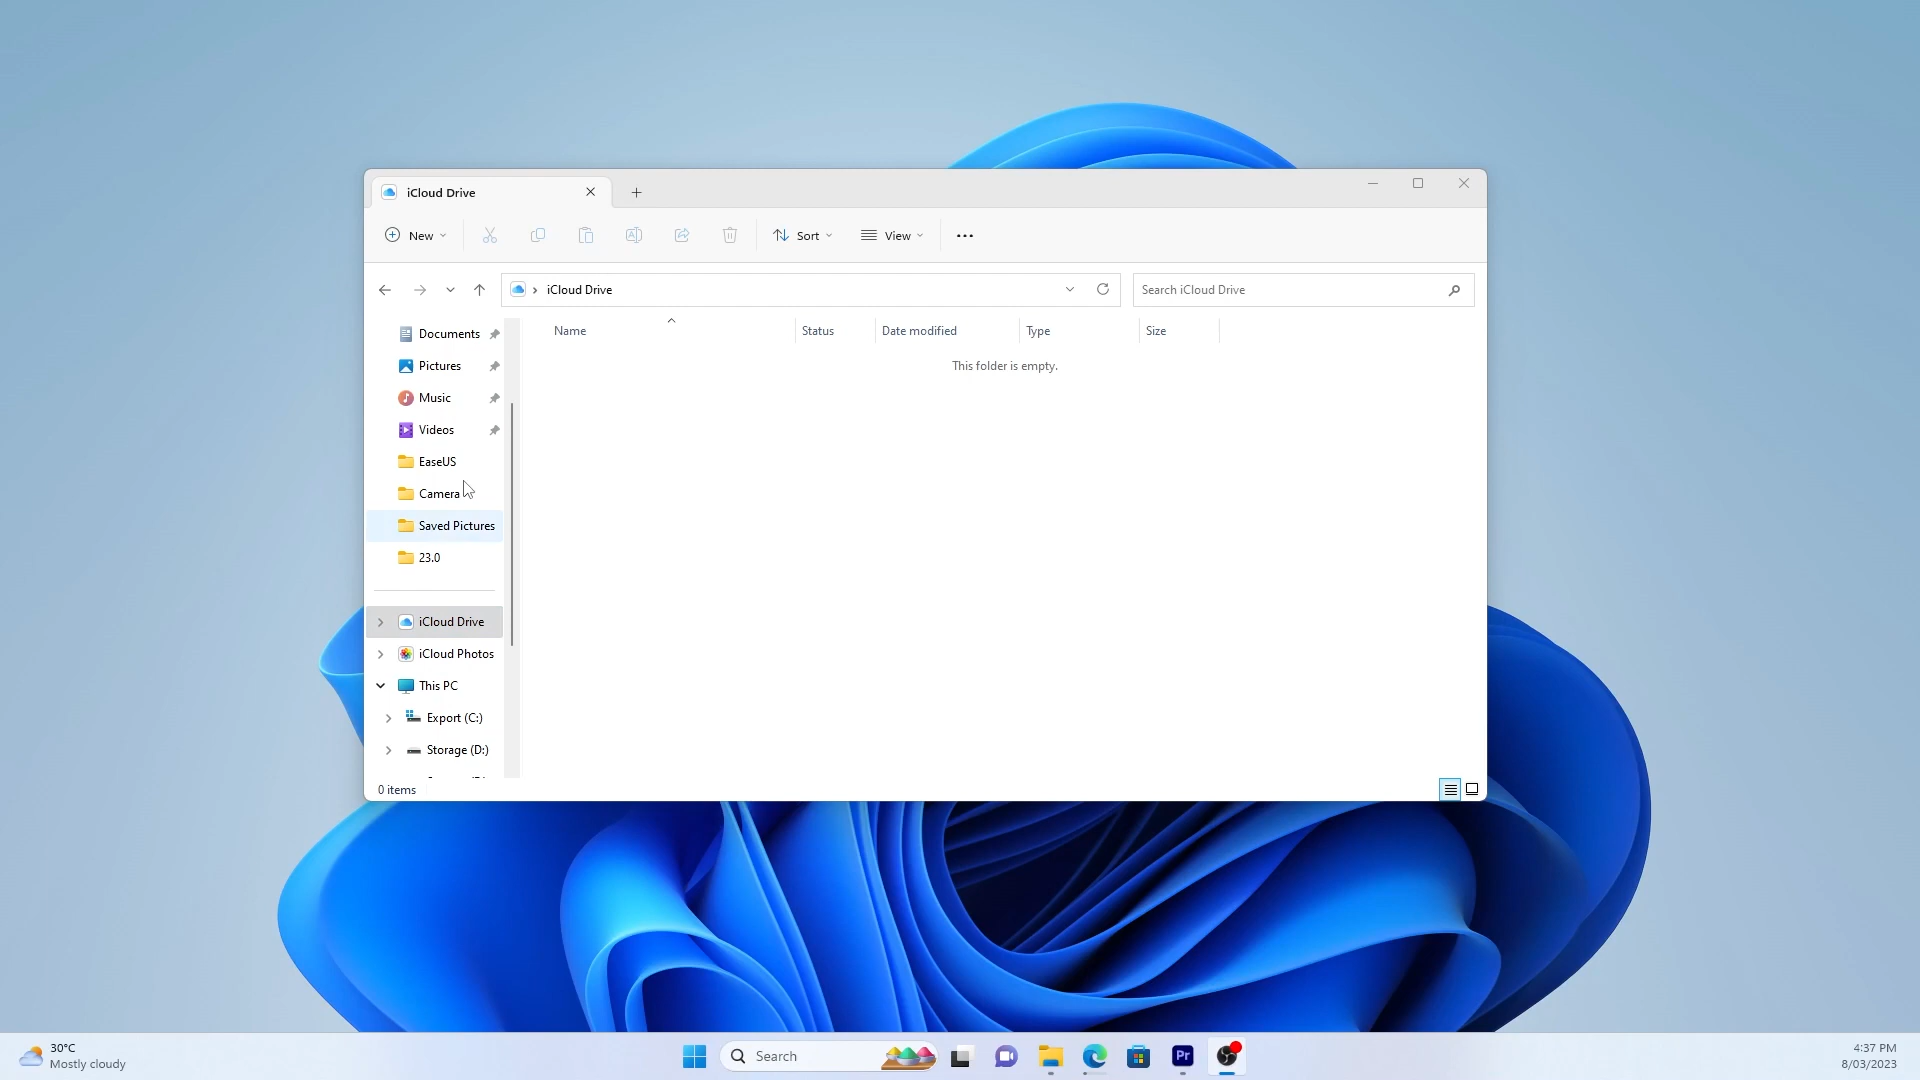 iCloud Drive
New
Sort
View
iCloud Drive
Search iCloud Drive
Name
Status
Date modified
Type
Size
This folder is empty.
Documents
Pictures
Music
Videos
EaseUS
Camera
Saved Pictures
23.0
iCloud Drive
iCloud Photos
This PC
Export (C:)
Storage (D:)
0 items
30°C
Mostly cloudy
Search
Pr
4:37 PM
8/03/2023